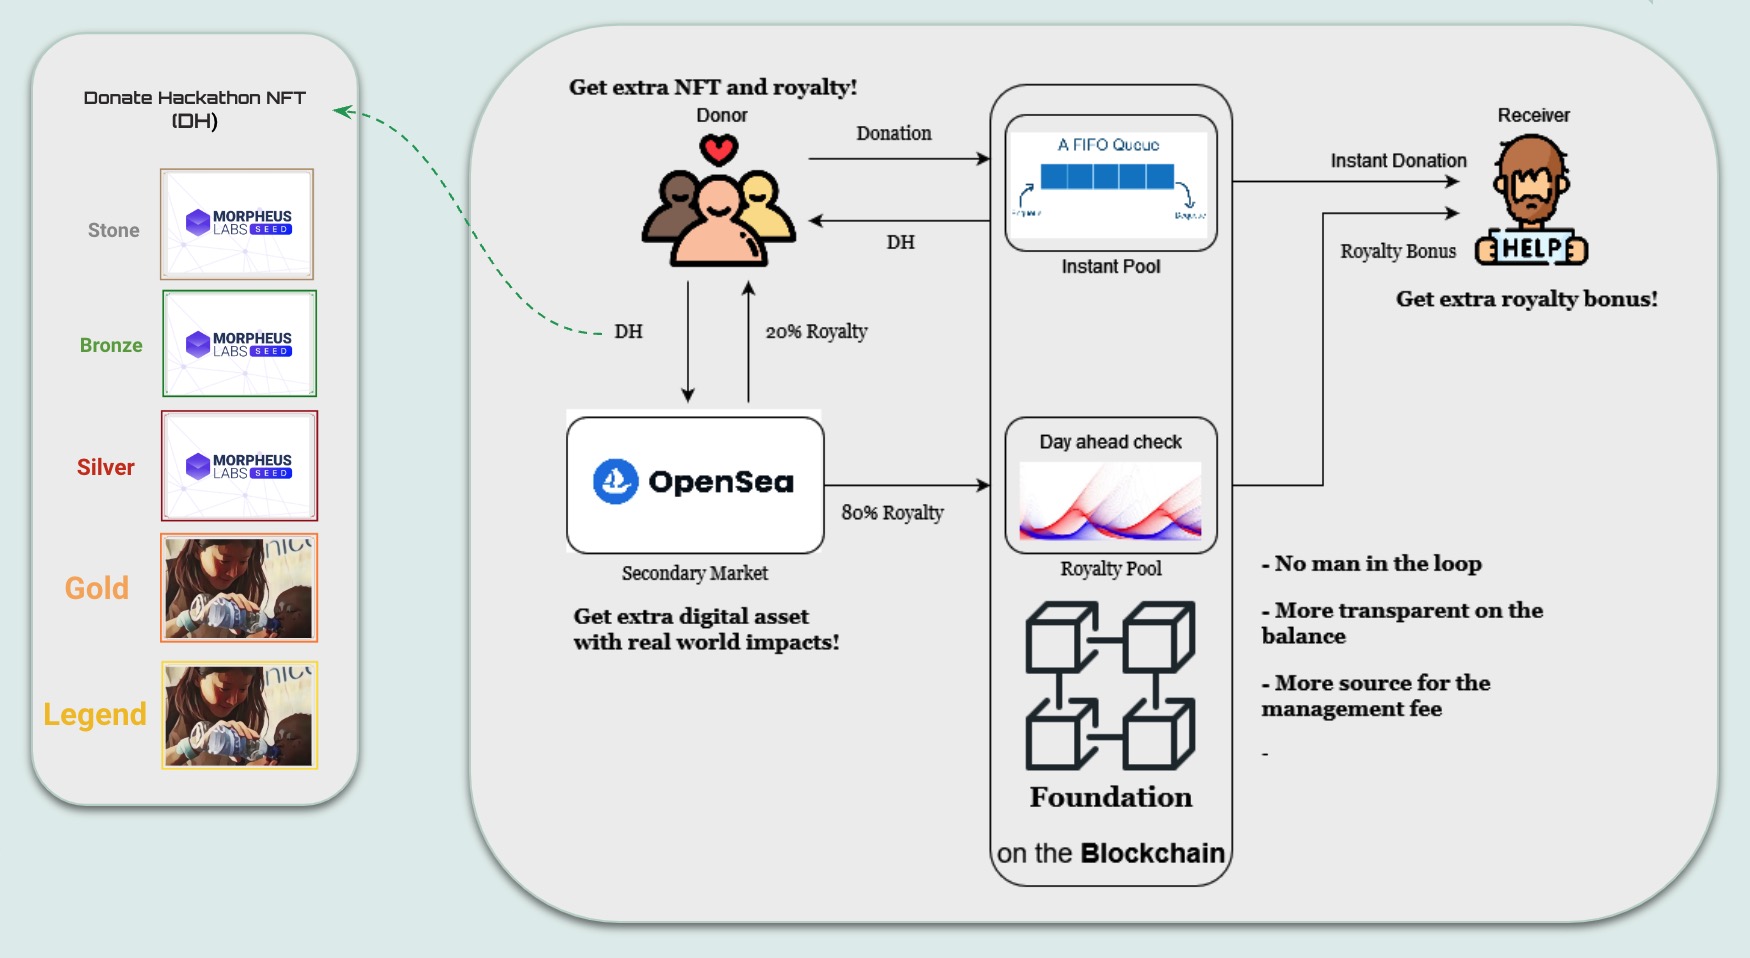 Donate Hackathon NFT
(DH)
Stone
MORPHEUS
LABS SEED
Bronze
MORPHEUS
LABS SEED
Silver
MORPHEUS
LABS SEED
Gold
Legend
Get extra NFT and royalty!
Donor
Donation
DH
A FIFO Queue
Enqueue
Dequeue
Instant Pool
Instant Donation
Receiver
HELP
Royalty Bonus
Get extra royalty bonus!
DH
20% Royalty
OpenSea
80% Royalty
Secondary Market
Get extra digital asset
with real world impacts!
Day ahead check
Royalty Pool
Foundation
on the Blockchain
- No man in the loop
- More transparent on the
balance
- More source for the
management fee
-